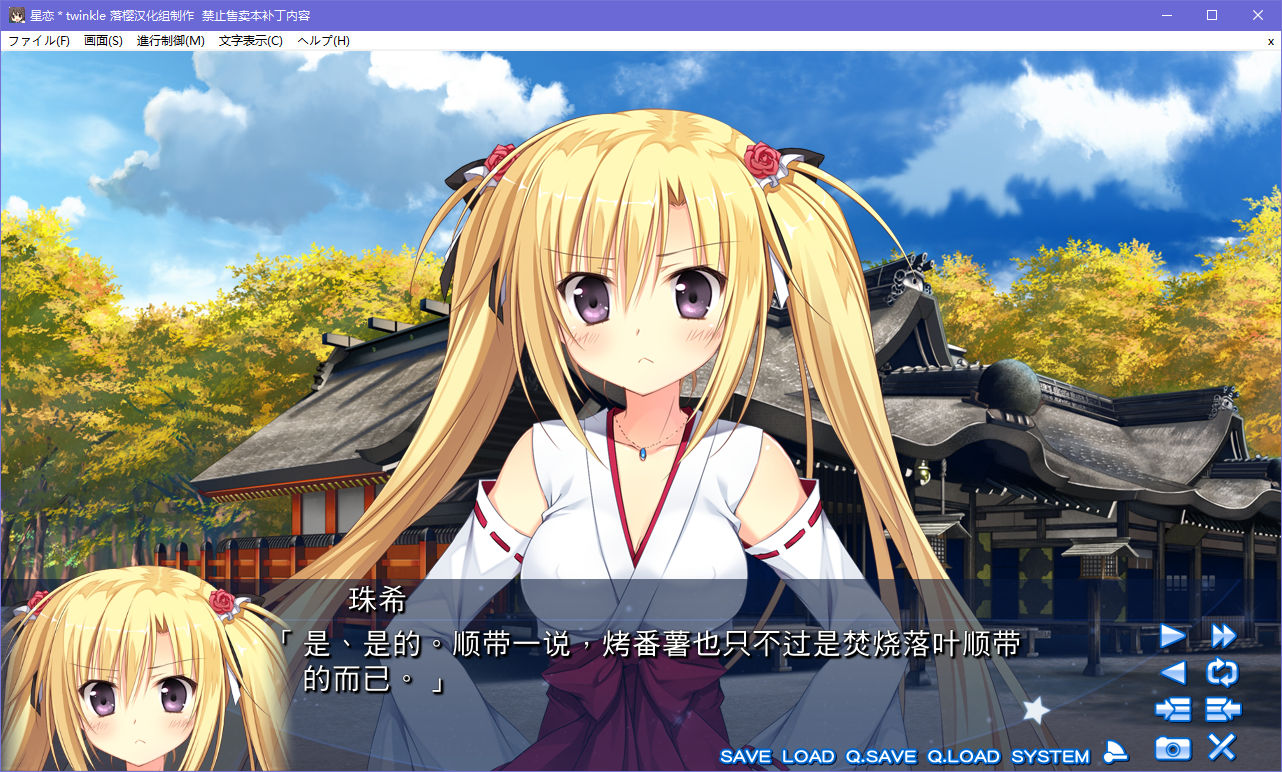 星恋 * twinkle 落樱汉化组制作  禁止售卖本补丁内容
ファイル(F)  画面(S)  進行制御(M)  文字表示(C)  ヘルプ(H)  x
珠希
「是、是的。顺带一说，烤番薯也只不过是焚烧落叶顺带
的而已。」
SAVE  LOAD  Q.SAVE  Q.LOAD  SYSTEM